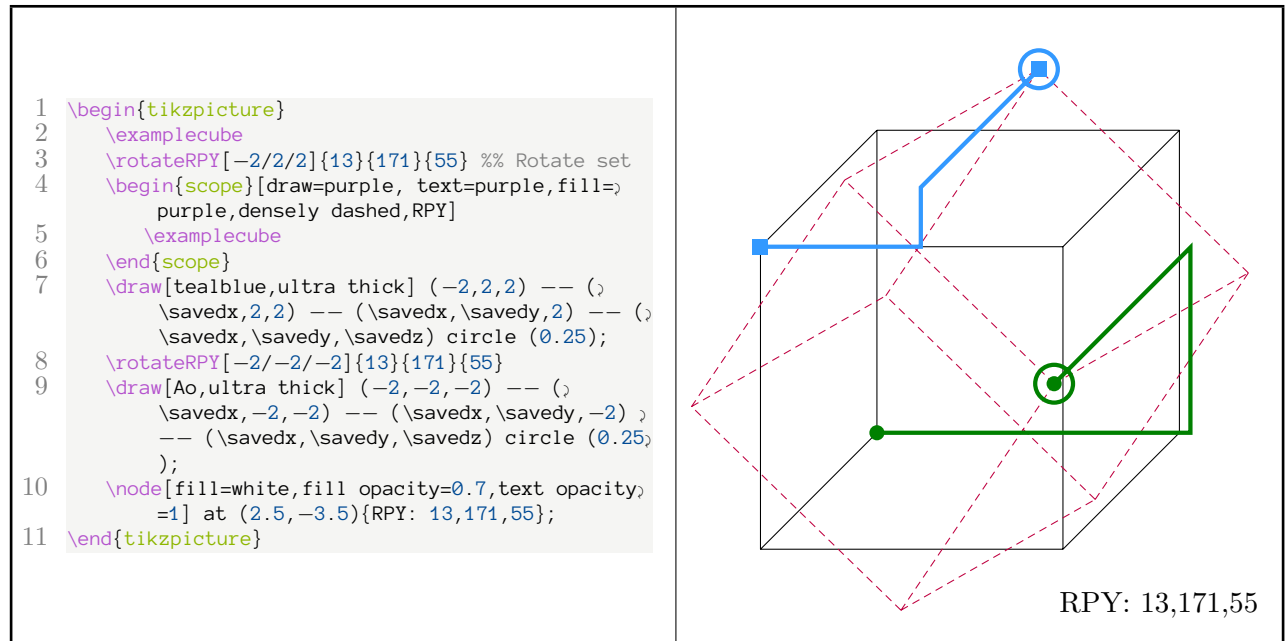 1 \begin{tikzpicture}
2 \examplecube
3 \rotateRPY[−2/2/2]{13}{171}{55} %% Rotate set
4 \begin{scope}[draw=purple, text=purple,fill=
purple,densely dashed,RPY]
5 \examplecube
6 \end{scope}
7 \draw[tealblue,ultra thick] (−2,2,2) −− (
\savedx,2,2) −− (\savedx,\savedy,2) −− (
\savedx,\savedy,\savedz) circle (0.25);
8 \rotateRPY[−2/−2/−2]{13}{171}{55}
9 \draw[Ao,ultra thick] (−2,−2,−2) −− (
\savedx,−2,−2) −− (\savedx,\savedy,−2)
−− (\savedx,\savedy,\savedz) circle (0.25
);
10 \node[fill=white,fill opacity=0.7,text opacity
=1] at (2.5,−3.5){RPY: 13,171,55};
11 \end{tikzpicture}
RPY: 13,171,55